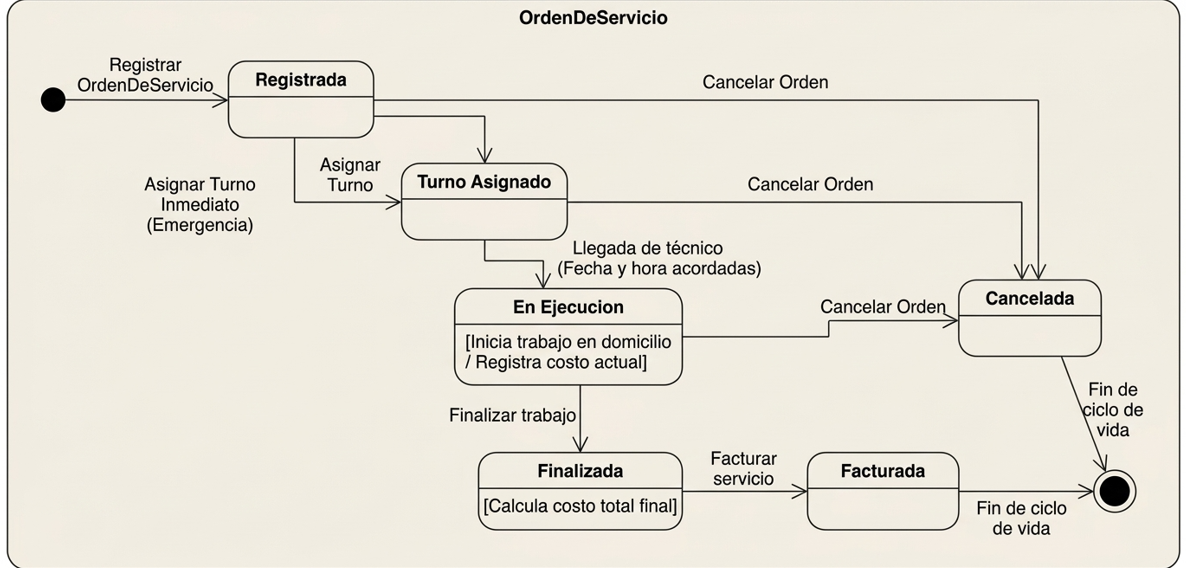 OrdenDeServicio
Registrar
OrdenDeServicio
Registrada
Cancelar Orden
Asignar Turno
Inmediato
(Emergencia)
Asignar
Turno
Turno Asignado
Cancelar Orden
Llegada de técnico
(Fecha y hora acordadas)
En Ejecucion
[Inicia trabajo en domicilio
/ Registra costo actual]
Cancelar Orden
Cancelada
Finalizar trabajo
Fin de
ciclo de
vida
Finalizada
[Calcula costo total final]
Facturar
servicio
Facturada
Fin de ciclo
de vida